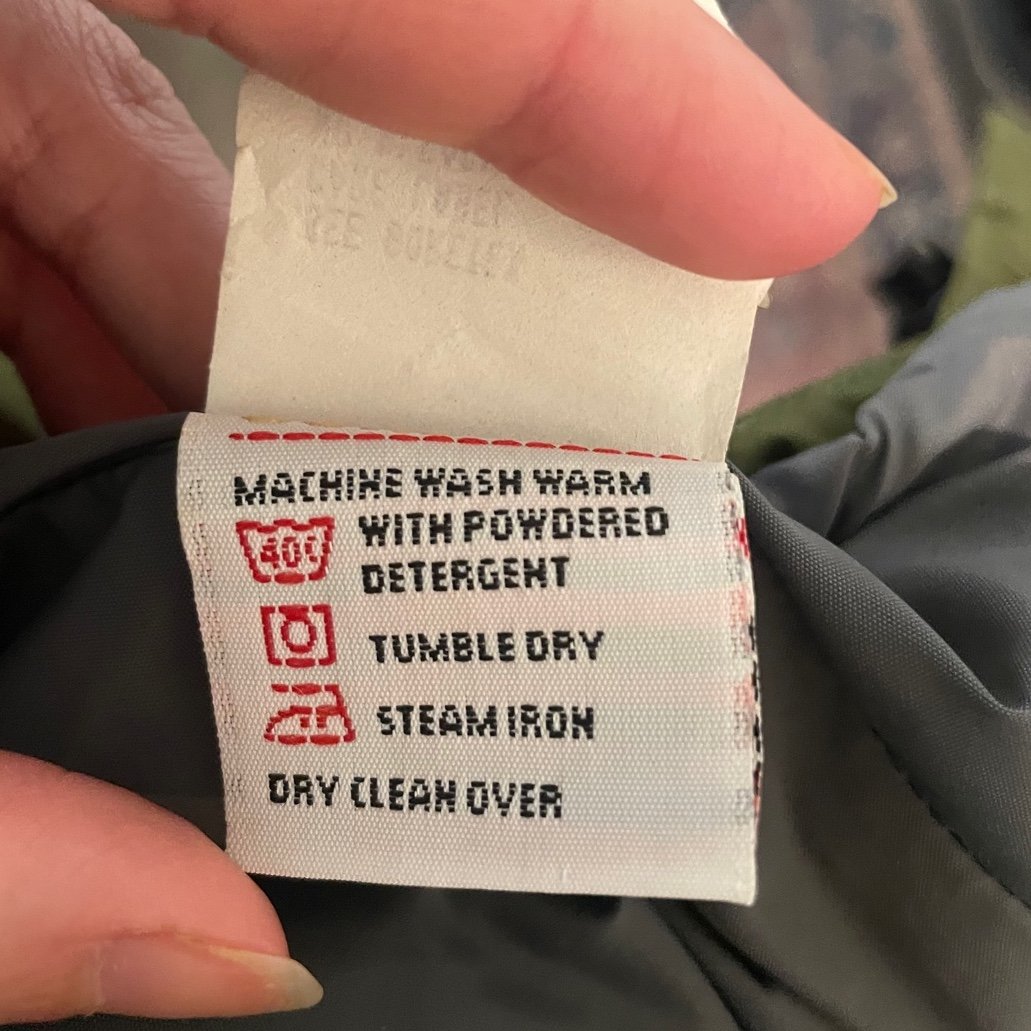 MACHINE WASH WARM
40° WITH POWDERED
DETERGENT
TUMBLE DRY
STEAM IRON
DRY CLEAN OVER